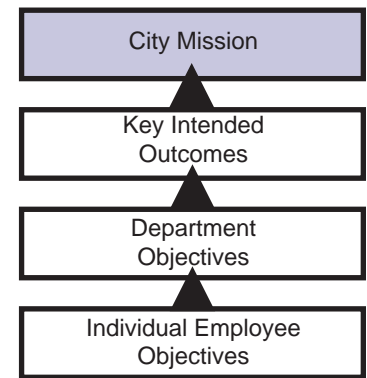 City Mission
Key Intended
Outcomes
Department
Objectives
Individual Employee
Objectives